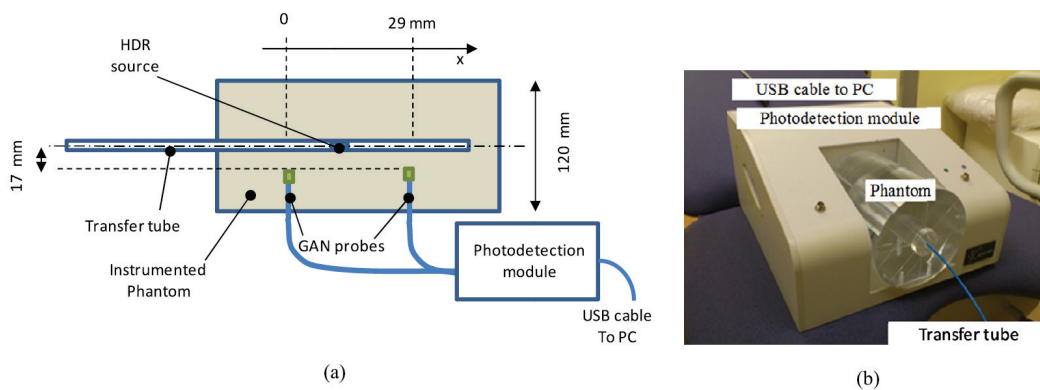 0
29 mm
HDR
source
x
17 mm
120 mm
Transfer tube
GAN probes
Instrumented
Phantom
Photodetection
module
USB cable
To PC
(a)
USB cable to PC
Photodetection module
Phantom
Transfer tube
(b)